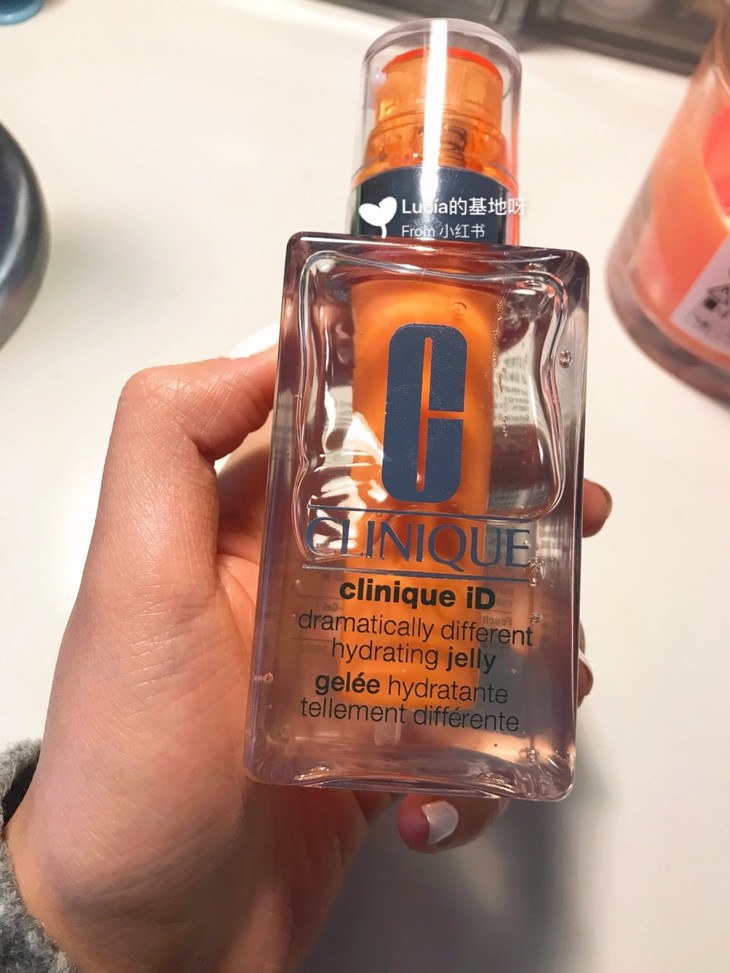 Lucía的基地呀
From 小红书
C
CLINIQUE
clinique iD
dramatically different
hydrating jelly
gelée hydratante
tellement différente